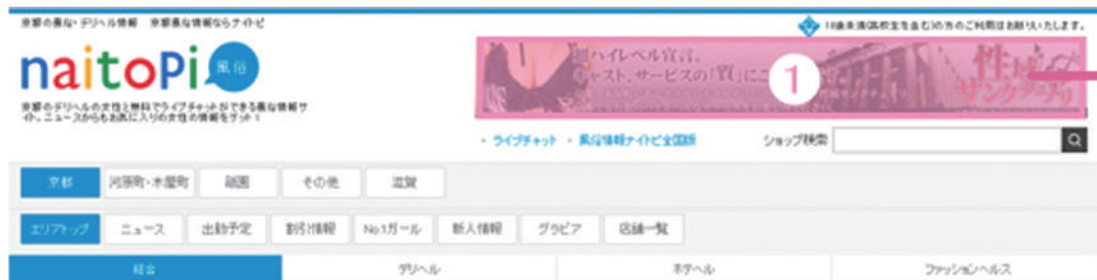 京都の風俗・デリヘル情報 京都風俗情報ならナイトピ
18歳未満(高校生を含む)の方のご利用はお断りいたします。
naitoPi 風俗
京都のデリヘルの女性と無料でライブチャットができる風俗情報サ
イト。ニュースからもお気に入りの女性の情報をゲット！
超ハイレベル宣言。
キャスト、サービスの「質」にこ
1
性域
サンクチュアリ
・ ライブチャット ・ 風俗情報ナイトピ全国版 ショップ検索
京都 河原町・木屋町 祇園 その他 滋賀
エリアトップ ニュース 出勤予定 割引情報 No.1ガール 新人情報 グラビア 店舗一覧
総合 デリヘル ホテヘル ファッションヘルス